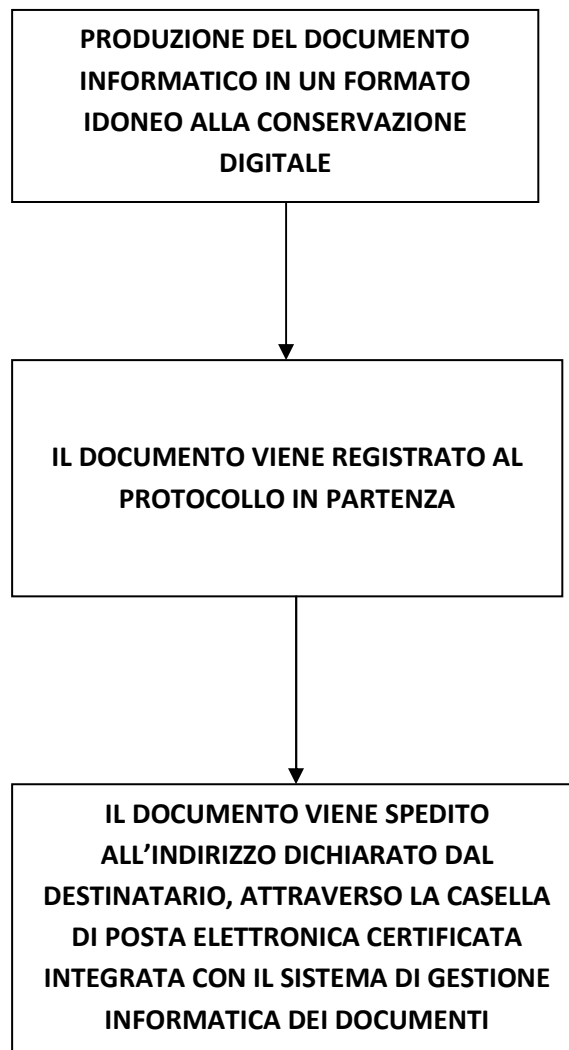 PRODUZIONE DEL DOCUMENTO
INFORMATICO IN UN FORMATO
IDONEO ALLA CONSERVAZIONE
DIGITALE
IL DOCUMENTO VIENE REGISTRATO AL
PROTOCOLLO IN PARTENZA
IL DOCUMENTO VIENE SPEDITO
ALL’INDIRIZZO DICHIARATO DAL
DESTINATARIO, ATTRAVERSO LA CASELLA
DI POSTA ELETTRONICA CERTIFICATA
INTEGRATA CON IL SISTEMA DI GESTIONE
INFORMATICA DEI DOCUMENTI